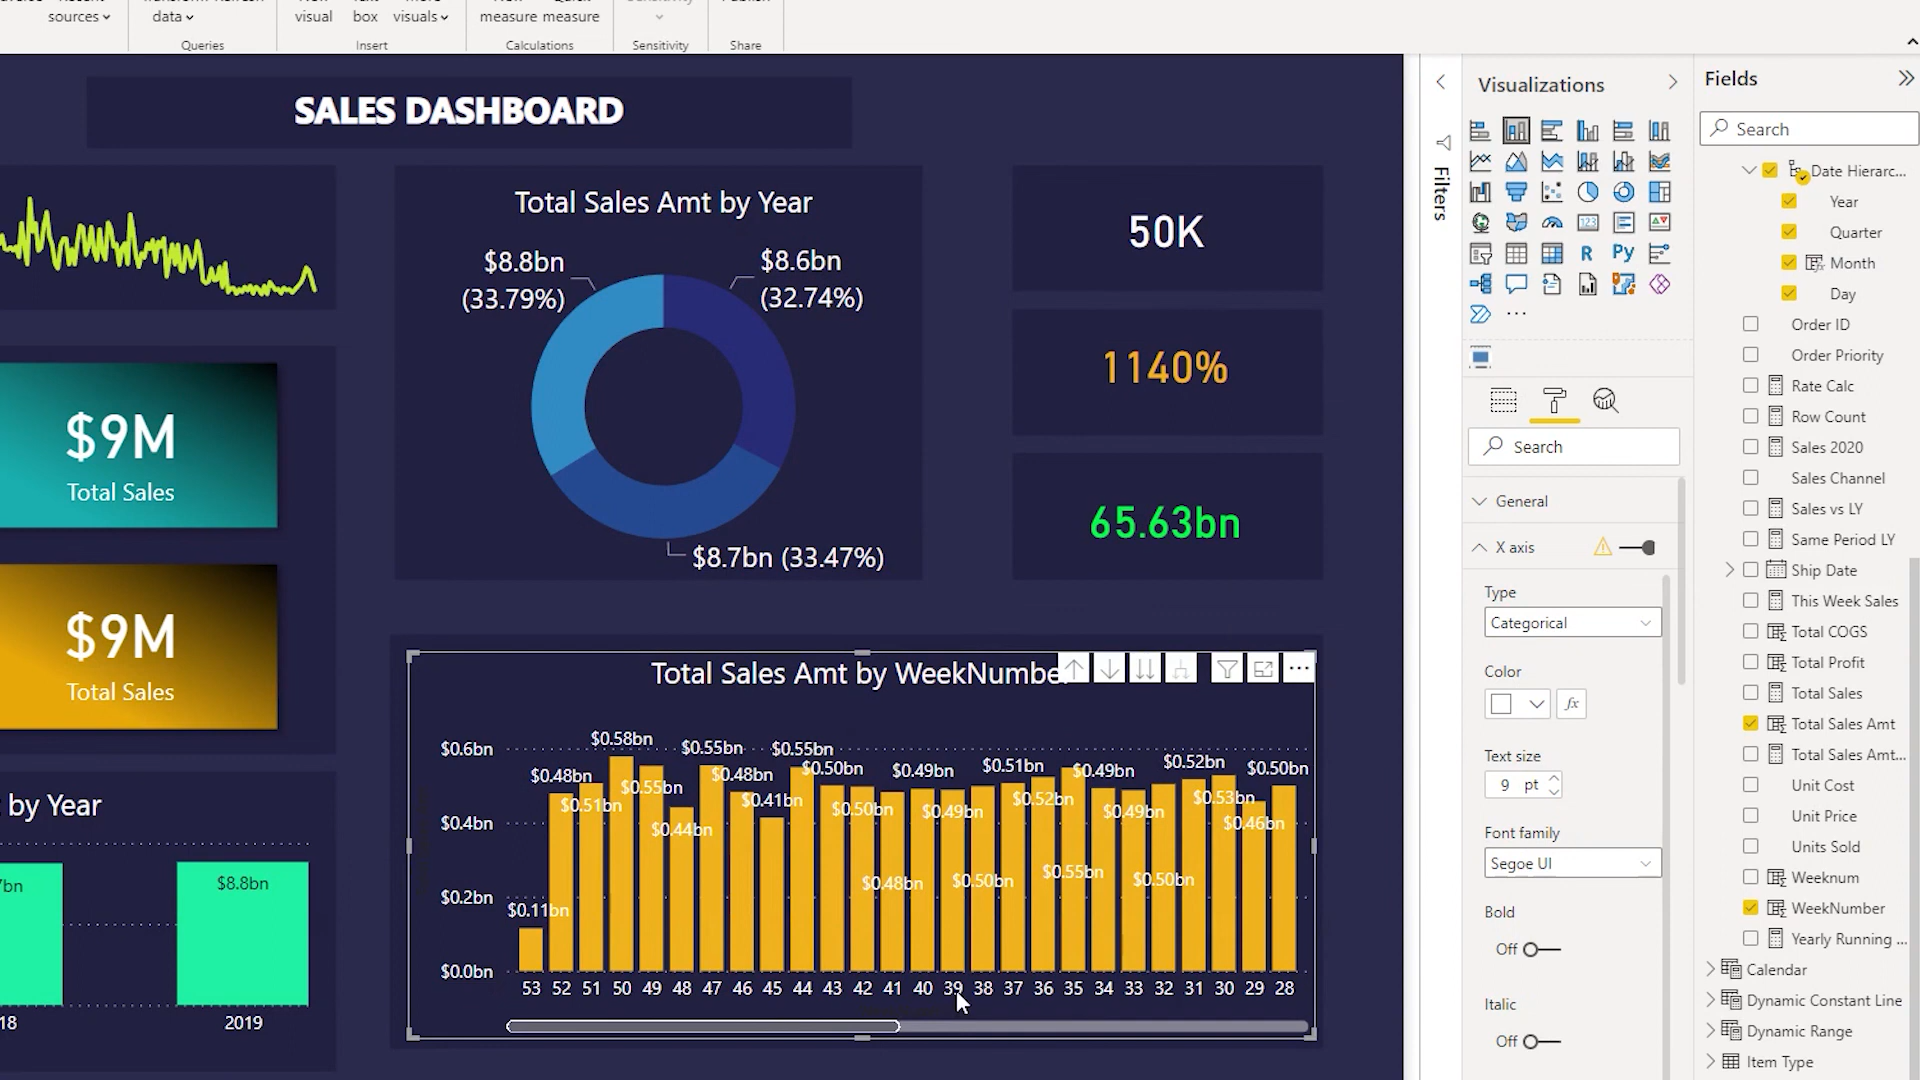 sources
data
visual
box
visuals
measure measure
Queries
Insert
Calculations
Sensitivity
Share
SALES DASHBOARD
Total Sales Amt by Year
$8.8bn
(33.79%)
$8.6bn
(32.74%)
$8.7bn (33.47%)
50K
1140%
65.63bn
$9M
Total Sales
$9M
Total Sales
by Year
$8.8bn
18
2019
Total Sales Amt by WeekNumbe
$0.6bn
$0.4bn
$0.2bn
$0.0bn
$0.11bn
$0.48bn
$0.51bn
$0.58bn
$0.55bn
$0.44bn
$0.55bn
$0.48bn
$0.41bn
$0.55bn
$0.50bn
$0.50bn
$0.48bn
$0.49bn
$0.49bn
$0.50bn
$0.51bn
$0.52bn
$0.55bn
$0.49bn
$0.49bn
$0.50bn
$0.52bn
$0.53bn
$0.46bn
$0.50bn
53 52 51 50 49 48 47 46 45 44 43 42 41 40 39 38 37 36 35 34 33 32 31 30 29 28
Filters
Visualizations
R
Py
123
...
Search
General
X axis
Type
Categorical
Color
fx
Text size
9 pt
Font family
Segoe UI
Bold
Off
Italic
Off
Fields
Search
Date Hierarc...
Year
Quarter
Month
Day
Order ID
Order Priority
Rate Calc
Row Count
Sales 2020
Sales Channel
Sales vs LY
Same Period LY
Ship Date
This Week Sales
Total COGS
Total Profit
Total Sales
Total Sales Amt
Total Sales Amt...
Unit Cost
Unit Price
Units Sold
Weeknum
WeekNumber
Yearly Running ...
Calendar
Dynamic Constant Line
Dynamic Range
Item Type